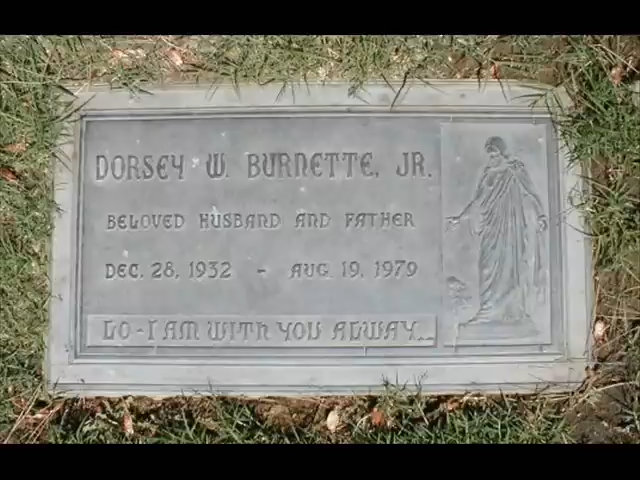 DORSEY W. BURNETTE, JR.
BELOVED HUSBAND AND FATHER
DEC. 28, 1932 - AUG. 19, 1979
LO - I AM WITH YOU ALWAY...